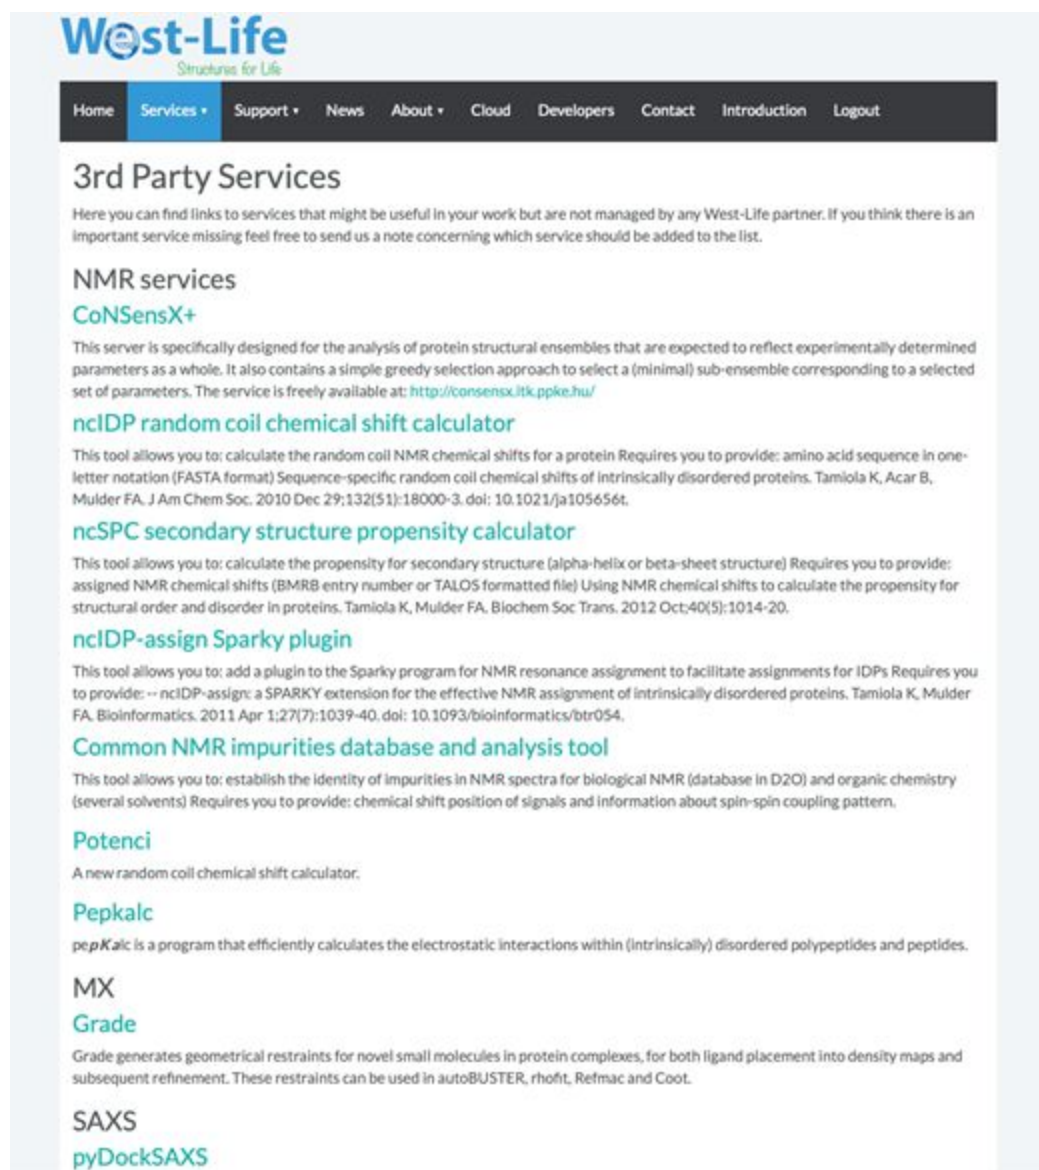 West-Life
Structures for Life
Home Services ▾ Support ▾ News About ▾ Cloud Developers Contact Introduction Logout
3rd Party Services
Here you can find links to services that might be useful in your work but are not managed by any West-Life partner. If you think there is an
important service missing feel free to send us a note concerning which service should be added to the list.
NMR services
CoNSensX+
This server is specifically designed for the analysis of protein structural ensembles that are expected to reflect experimentally determined
parameters as a whole. It also contains a simple greedy selection approach to select a (minimal) sub-ensemble corresponding to a selected
set of parameters. The service is freely available at: http://consensx.itk.ppke.hu/
ncIDP random coil chemical shift calculator
This tool allows you to: calculate the random coil NMR chemical shifts for a protein Requires you to provide: amino acid sequence in one-
letter notation (FASTA format) Sequence-specific random coil chemical shifts of intrinsically disordered proteins. Tamiola K, Acar B,
Mulder FA. J Am Chem Soc. 2010 Dec 29;132(51):18000-3. doi: 10.1021/ja105656t.
ncSPC secondary structure propensity calculator
This tool allows you to: calculate the propensity for secondary structure (alpha-helix or beta-sheet structure) Requires you to provide:
assigned NMR chemical shifts (BMRB entry number or TALOS formatted file) Using NMR chemical shifts to calculate the propensity for
structural order and disorder in proteins. Tamiola K, Mulder FA. Biochem Soc Trans. 2012 Oct;40(5):1014-20.
ncIDP-assign Sparky plugin
This tool allows you to: add a plugin to the Sparky program for NMR resonance assignment to facilitate assignments for IDPs Requires you
to provide: -- ncIDP-assign: a SPARKY extension for the effective NMR assignment of intrinsically disordered proteins. Tamiola K, Mulder
FA. Bioinformatics. 2011 Apr 1;27(7):1039-40. doi: 10.1093/bioinformatics/btr054.
Common NMR impurities database and analysis tool
This tool allows you to: establish the identity of impurities in NMR spectra for biological NMR (database in D2O) and organic chemistry
(several solvents) Requires you to provide: chemical shift position of signals and information about spin-spin coupling pattern.
Potenci
A new random coil chemical shift calculator.
Pepkalc
pepKalc is a program that efficiently calculates the electrostatic interactions within (intrinsically) disordered polypeptides and peptides.
MX
Grade
Grade generates geometrical restraints for novel small molecules in protein complexes, for both ligand placement into density maps and
subsequent refinement. These restraints can be used in autoBUSTER, rhofit, Refmac and Coot.
SAXS
pyDockSAXS